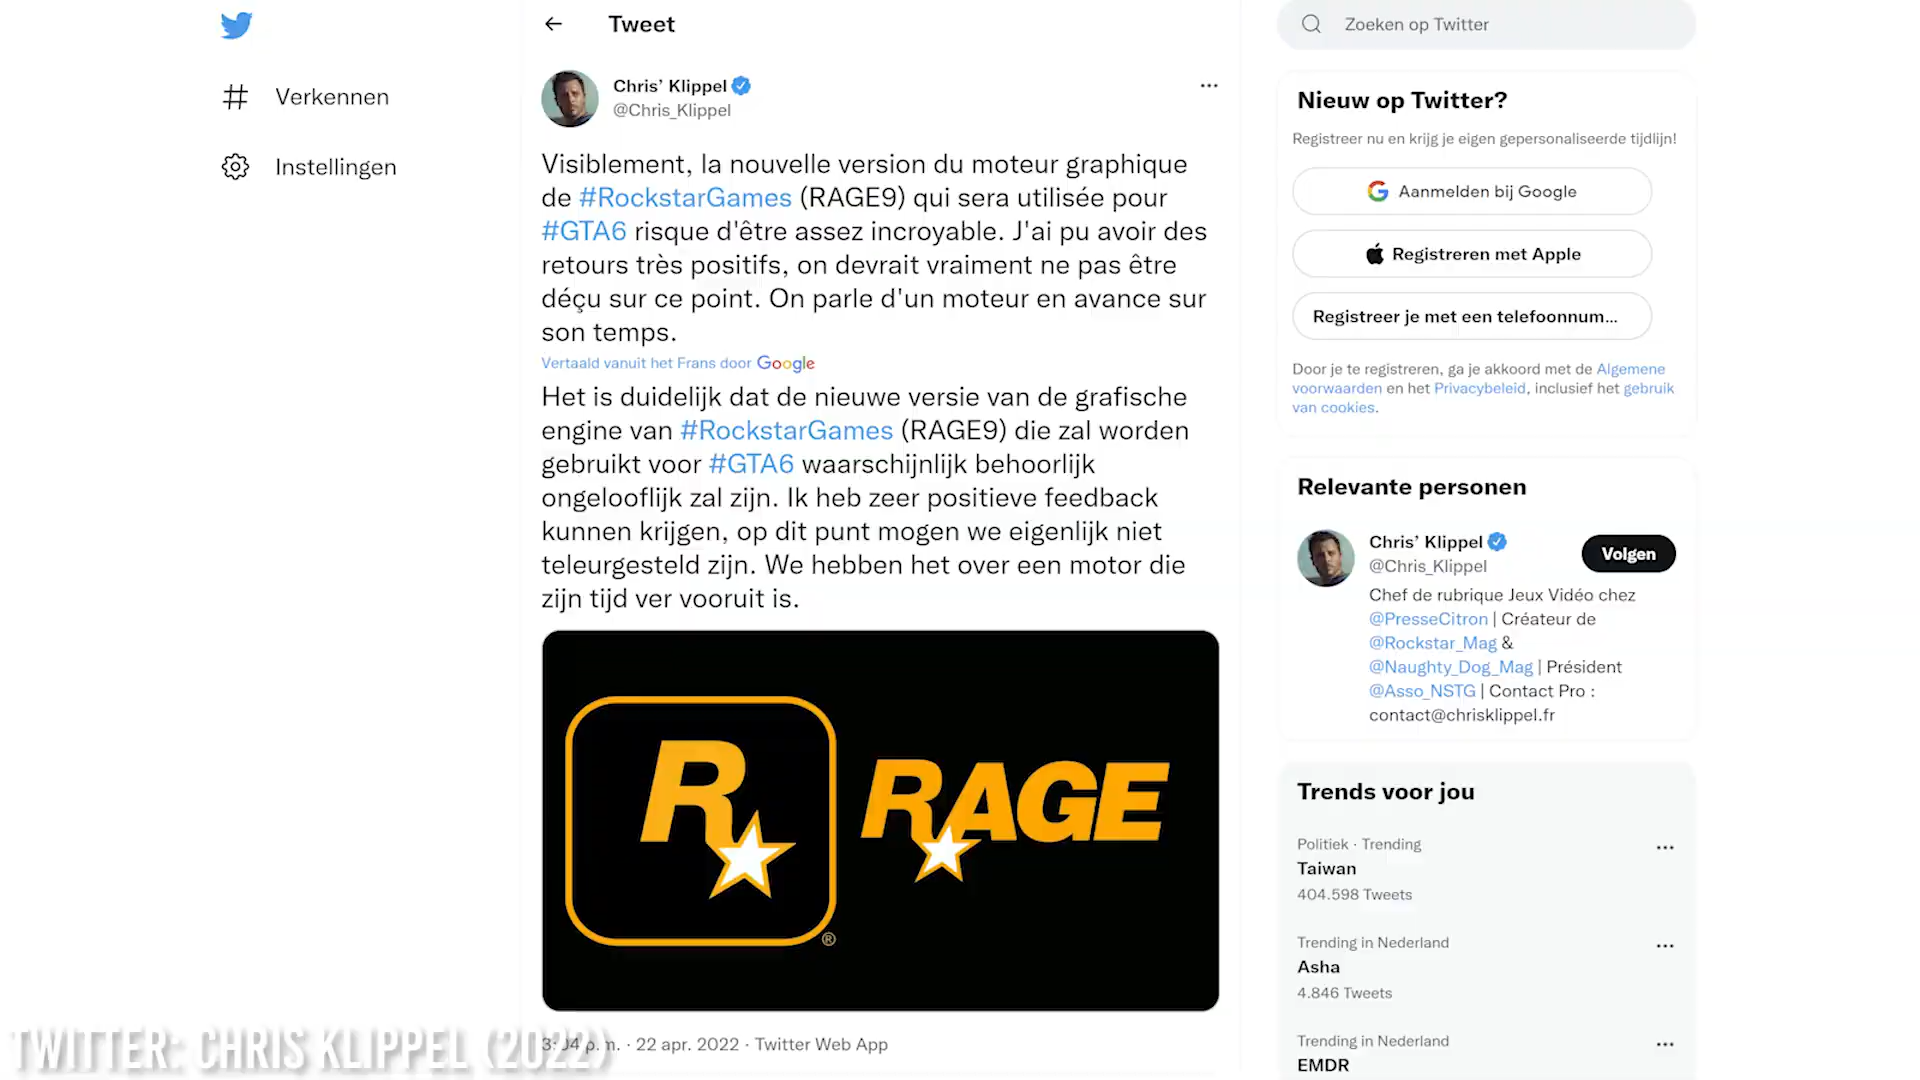 Verkennen
Instellingen
Tweet
Chris’ Klippel
@Chris_Klippel
Visiblement, la nouvelle version du moteur graphique
de #RockstarGames (RAGE9) qui sera utilisée pour
#GTA6 risque d'être assez incroyable. J'ai pu avoir des
retours très positifs, on devrait vraiment ne pas être
déçu sur ce point. On parle d'un moteur en avance sur
son temps.
Vertaald vanuit het Frans door Google
Het is duidelijk dat de nieuwe versie van de grafische
engine van #RockstarGames (RAGE9) die zal worden
gebruikt voor #GTA6 waarschijnlijk behoorlijk
ongelooflijk zal zijn. Ik heb zeer positieve feedback
kunnen krijgen, op dit punt mogen we eigenlijk niet
teleurgesteld zijn. We hebben het over een motor die
zijn tijd ver vooruit is.
R
®
RAGE
3:04 p.m. · 22 apr. 2022 · Twitter Web App
TWITTER: CHRIS KLIPPEL (2022)
Zoeken op Twitter
Nieuw op Twitter?
Registreer nu en krijg je eigen gepersonaliseerde tijdlijn!
Aanmelden bij Google
Registreren met Apple
Registreer je met een telefoonnum...
Door je te registreren, ga je akkoord met de Algemene
voorwaarden en het Privacybeleid, inclusief het gebruik
van cookies.
Relevante personen
Chris’ Klippel
@Chris_Klippel
Volgen
Chef de rubrique Jeux Vidéo chez
@PresseCitron | Créateur de
@Rockstar_Mag &
@Naughty_Dog_Mag | Président
@Asso_NSTG | Contact Pro :
contact@chrisklippel.fr
Trends voor jou
Politiek · Trending
Taiwan
404.598 Tweets
Trending in Nederland
Asha
4.846 Tweets
Trending in Nederland
EMDR